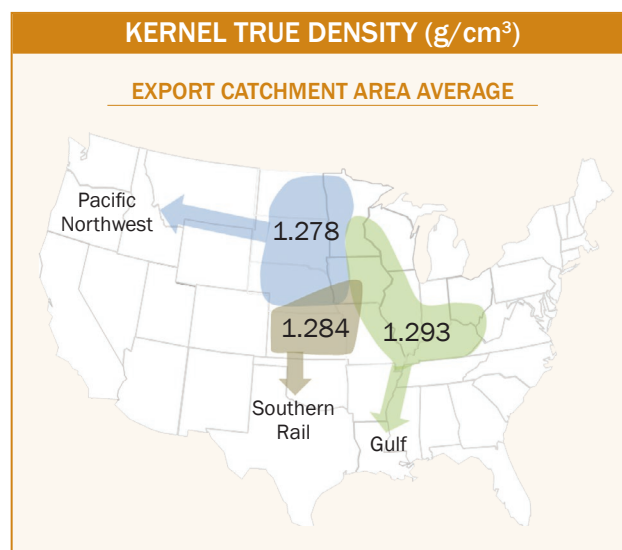 KERNEL TRUE DENSITY (g/cm³)
EXPORT CATCHMENT AREA AVERAGE
Pacific
Northwest
1.278
1.284
1.293
Southern
Rail
Gulf